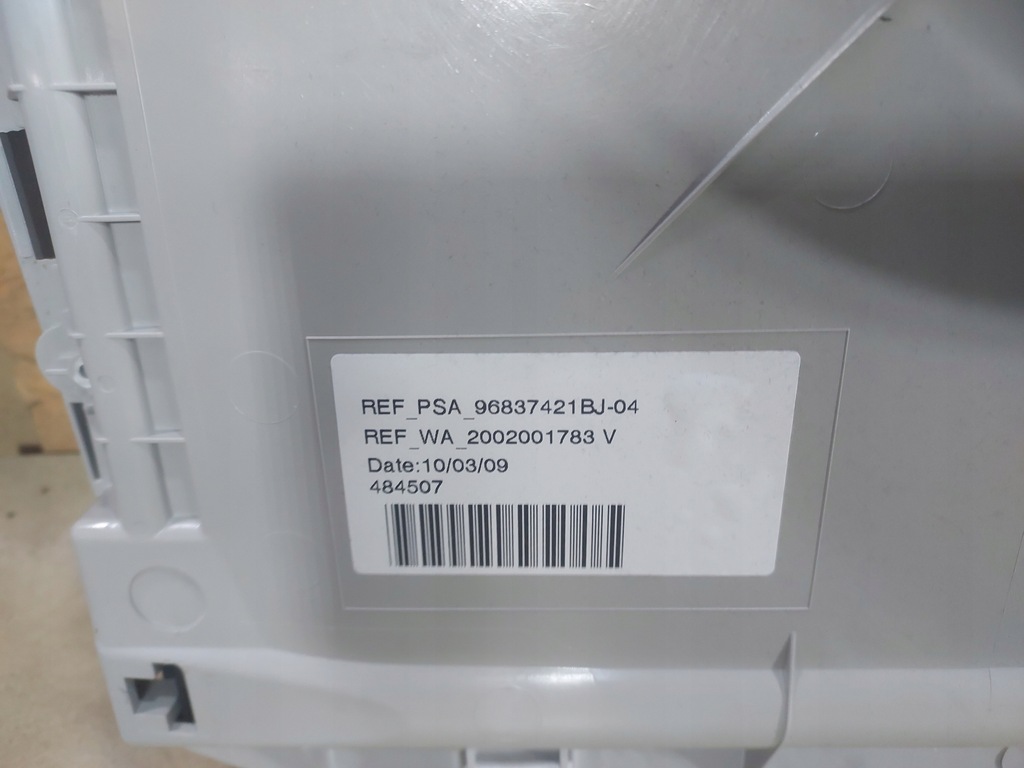 REF_PSA_96837421BJ-04
REF_WA_2002001783 V
Date:10/03/09
484507